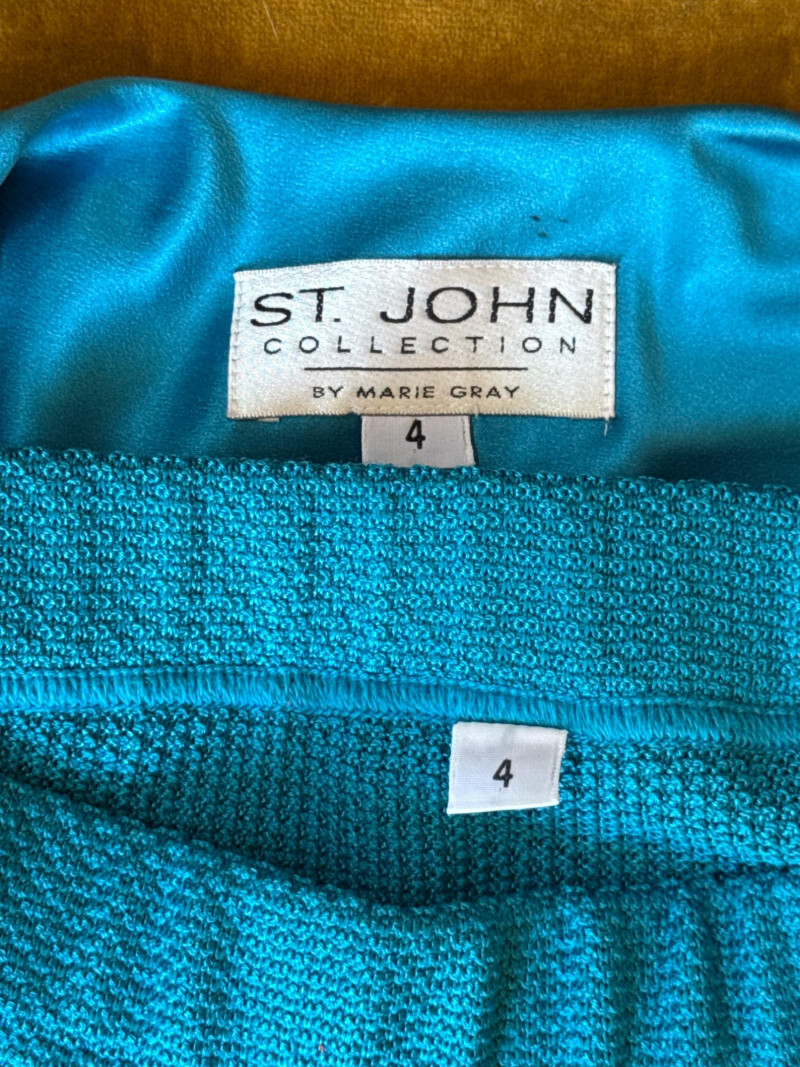 ST. JOHN
COLLECTION
BY MARIE GRAY
4
4